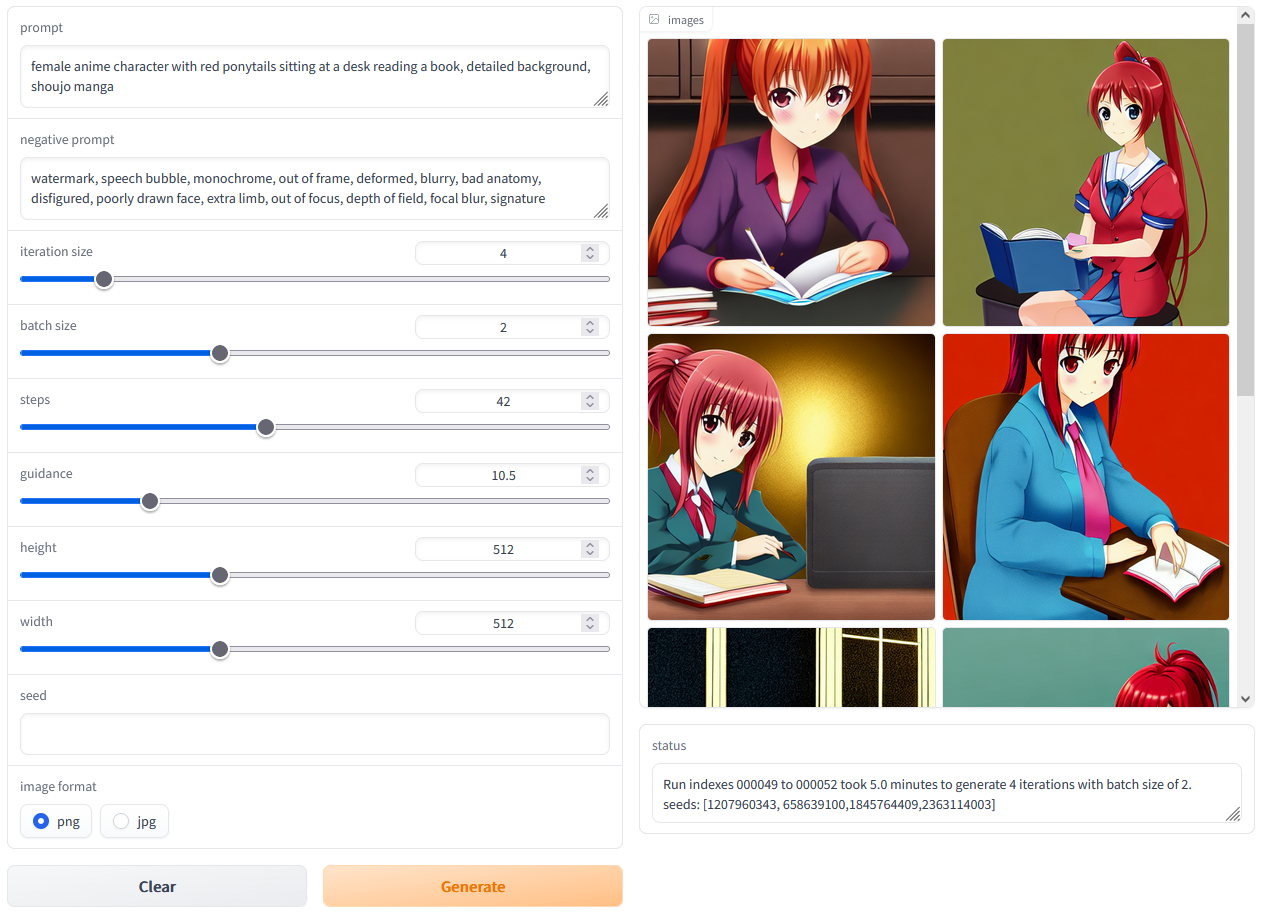 prompt
female anime character with red ponytails sitting at a desk reading a book, detailed background,
shoujo manga
negative prompt
watermark, speech bubble, monochrome, out of frame, deformed, blurry, bad anatomy,
disfigured, poorly drawn face, extra limb, out of focus, depth of field, focal blur, signature
iteration size
4
batch size
2
steps
42
guidance
10.5
height
512
width
512
seed
image format
png
jpg
Clear
Generate
images
status
Run indexes 000049 to 000052 took 5.0 minutes to generate 4 iterations with batch size of 2.
seeds: [1207960343, 658639100,1845764409,2363114003]